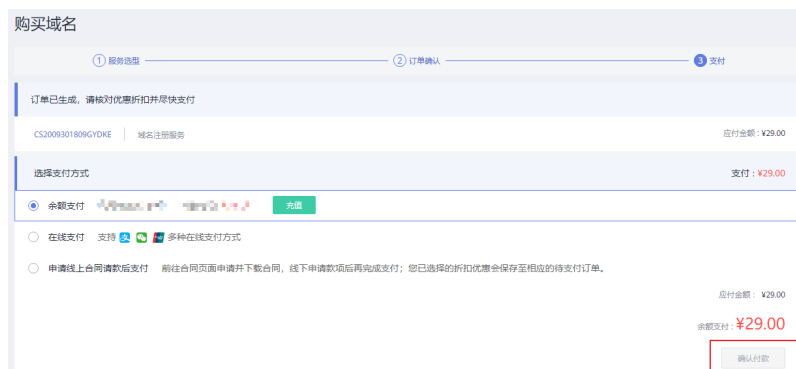 购买域名
1 服务选型
2 订单确认
3 支付
订单已生成，请核对优惠折扣并尽快支付
CS2009301809GYDKE 域名注册服务 应付金额：¥29.00
选择支付方式 支付：¥29.00
余额支付 充值
在线支付 支持 支 多种在线支付方式
申请线上合同请款后支付 前往合同页面申请并下载合同，线下申请款项后再完成支付；您已选择的折扣优惠会保存至相应的待支付订单。
应付金额： ¥29.00
余额支付：¥29.00
确认付款